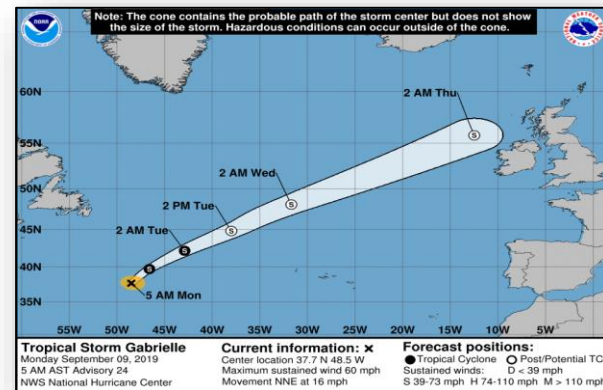 Note: The cone contains the probable path of the storm center but does not show
the size of the storm. Hazardous conditions can occur outside of the cone.
NOAA
60N
2 AM Thu
55N
2 AM Wed
50N
2 PM Tue
45N
2 AM Tue
S
S
S
S
S
40N
5 AM Mon
35N
55W 50W 45W 40W 35W 30W 25W 20W 15W 10W 5W 0
Tropical Storm Gabrielle
Monday September 09, 2019
5 AM AST Advisory 24
NWS National Hurricane Center
Current information: ×
Center location 37.7 N 48.5 W
Maximum sustained wind 60 mph
Movement NNE at 16 mph
Forecast positions:
Tropical Cyclone Post/Potential TC
Sustained winds: D < 39 mph
S 39-73 mph H 74-110 mph M > 110 mph